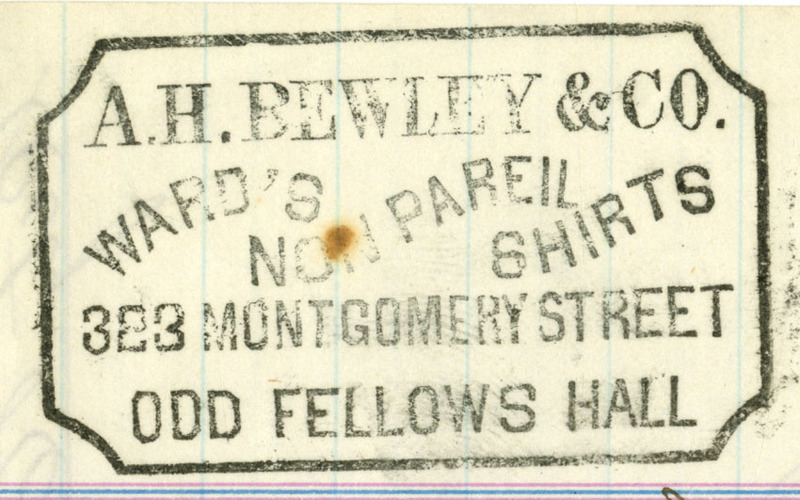 A.H. BEWLEY & CO.
WARD'S
NON PAREIL
SHIRTS
323 MONTGOMERY STREET
ODD FELLOWS HALL